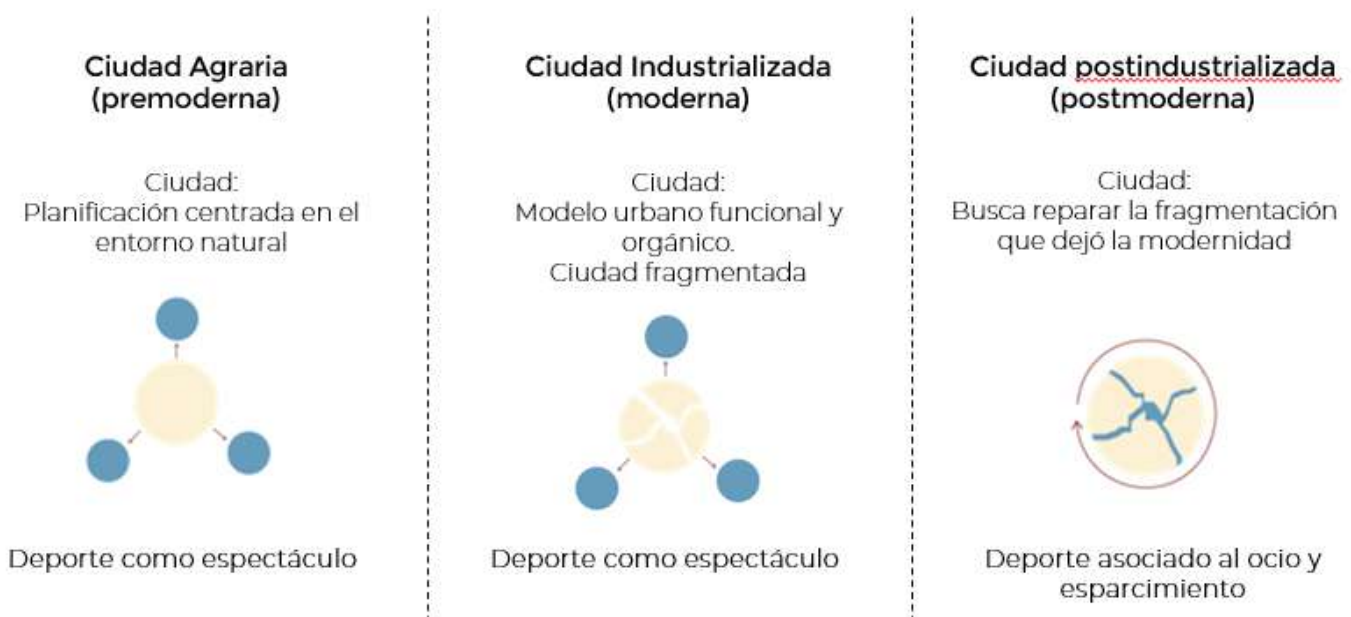 Ciudad Agraria
(premoderna)
Ciudad:
Planificación centrada en el
entorno natural
Deporte como espectáculo
Ciudad Industrializada
(moderna)
Ciudad:
Modelo urbano funcional y
orgánico.
Ciudad fragmentada
Deporte como espectáculo
Ciudad postindustrializada
(postmoderna)
Ciudad:
Busca reparar la fragmentación
que dejó la modernidad
Deporte asociado al ocio y
esparcimiento